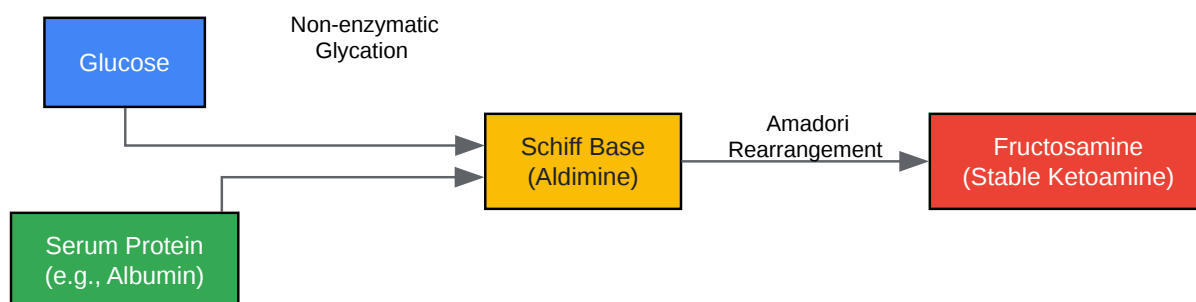 Non-enzymatic
Glycation
Glucose
Schiff Base
(Aldimine)
Amadori
Rearrangement
Fructosamine
(Stable Ketoamine)
Serum Protein
(e.g., Albumin)